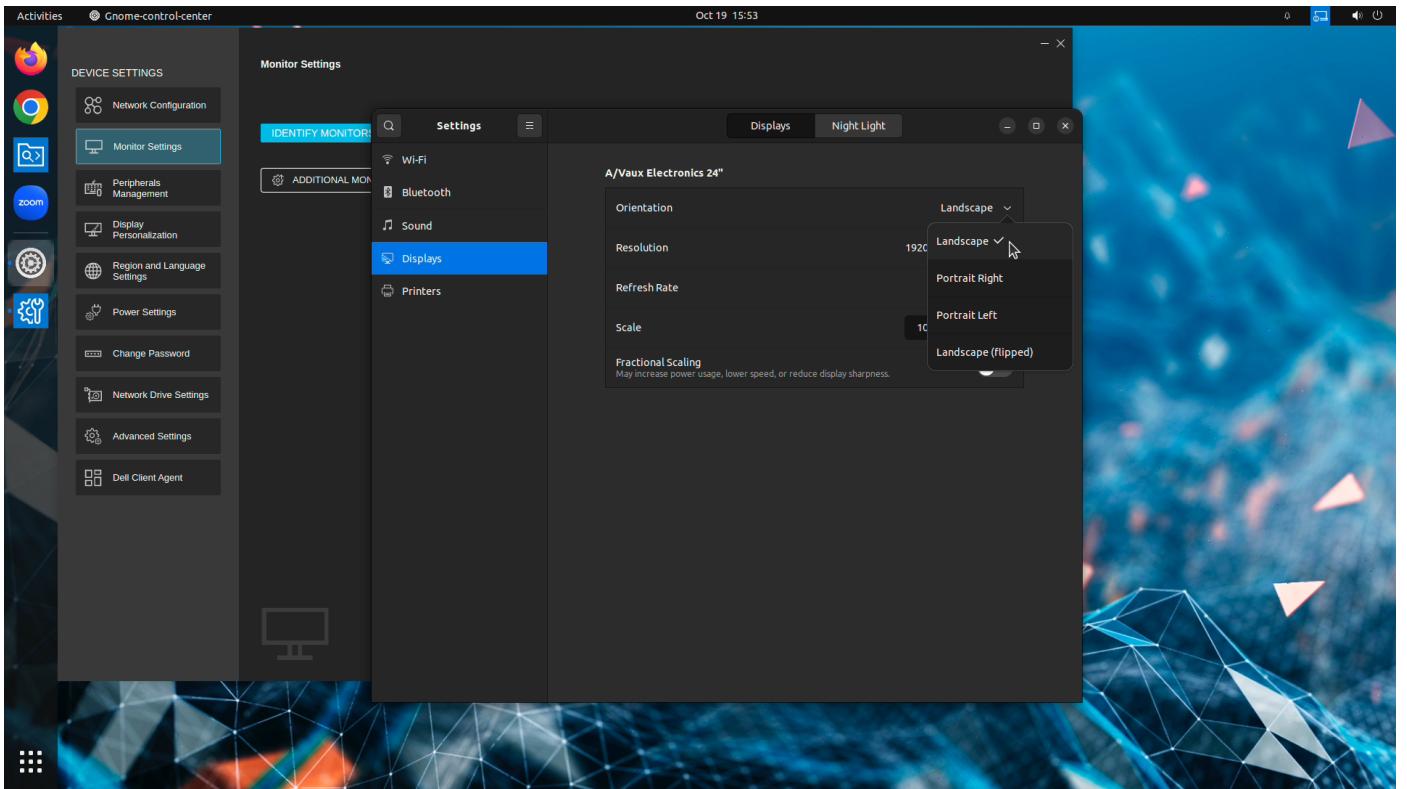 Activities Gnome-control-center Oct 19 15:53
DEVICE SETTINGS
Network Configuration
Monitor Settings
Peripherals
Management
Display
Personalization
Region and Language
Settings
Power Settings
Change Password
Network Drive Settings
Advanced Settings
Dell Client Agent
zoom
Monitor Settings
IDENTIFY MONITORS
ADDITIONAL MON
Settings
Wi-Fi
Bluetooth
Sound
Displays
Printers
Displays Night Light
A/Vaux Electronics 24"
Orientation Landscape
Resolution 1920
Refresh Rate
Scale 10
Fractional Scaling
May increase power usage, lower speed, or reduce display sharpness.
Landscape ✓
Portrait Right
Portrait Left
Landscape (flipped)